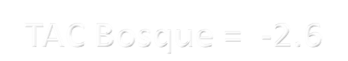 TAC Bosque = -2.6